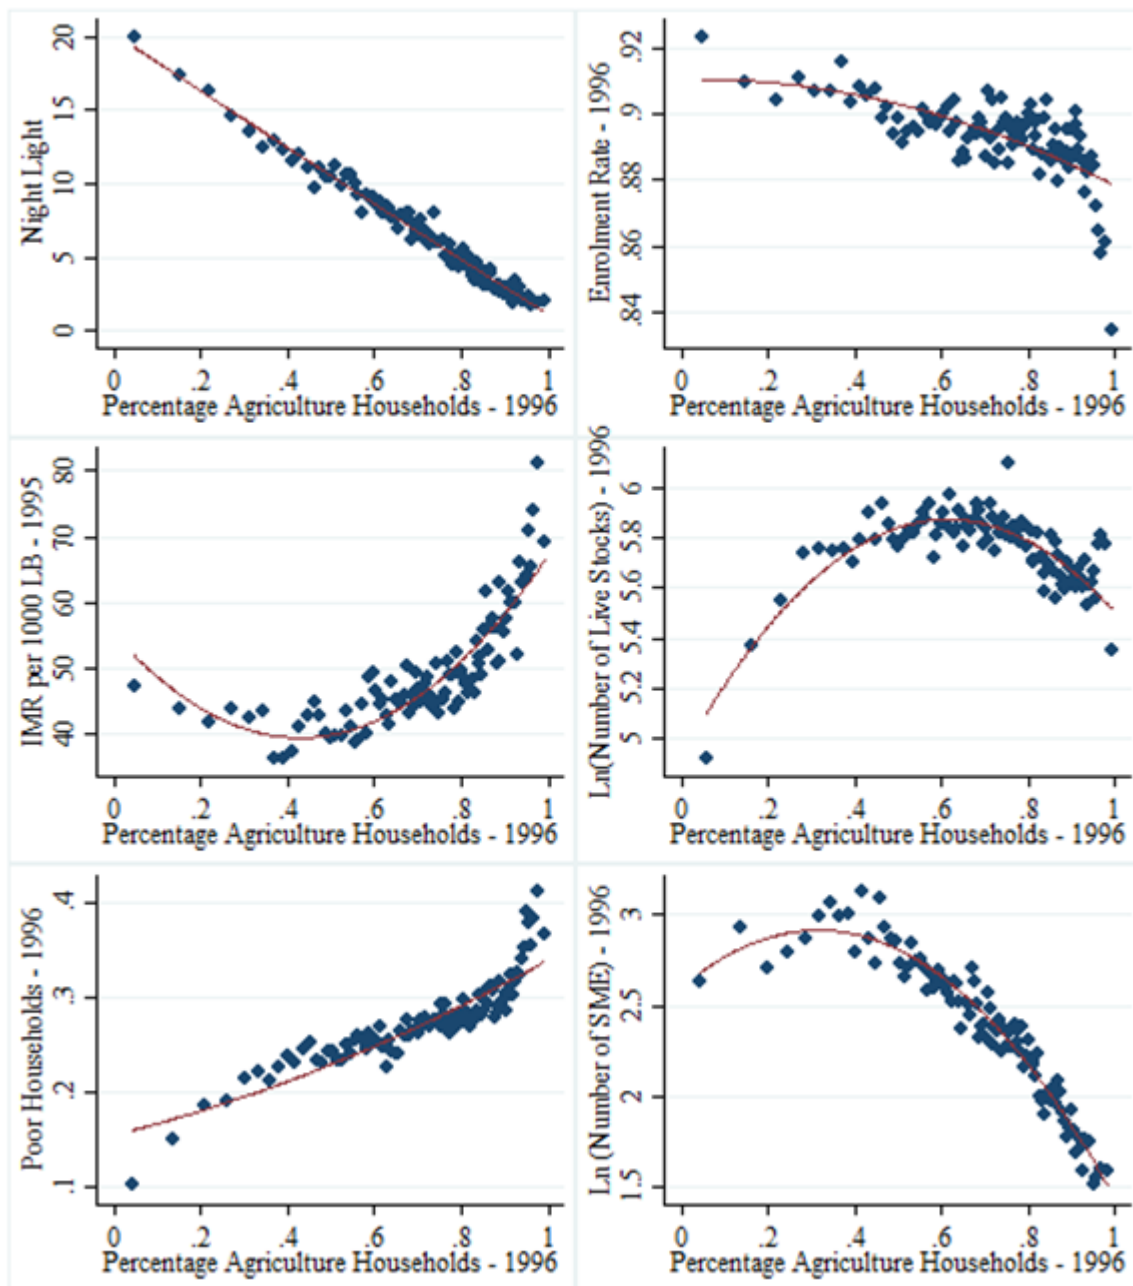 Night Light
20
15
10
5
0
0 .2 .4 .6 .8 1
Percentage Agriculture Households - 1996
Enrolment Rate - 1996
.92
.9
.88
.86
.84
0 .2 .4 .6 .8 1
Percentage Agriculture Households - 1996
IMR per 1000 LB - 1995
80
70
60
50
40
0 .2 .4 .6 .8 1
Percentage Agriculture Households - 1996
Ln(Number of Live Stocks) - 1996
6
5.8
5.6
5.4
5.2
5
0 .2 .4 .6 .8 1
Percentage Agriculture Households - 1996
Poor Households - 1996
.4
.3
.2
.1
0 .2 .4 .6 .8 1
Percentage Agriculture Households - 1996
Ln (Number of SME) - 1996
3
2.5
2
1.5
0 .2 .4 .6 .8 1
Percentage Agriculture Households - 1996